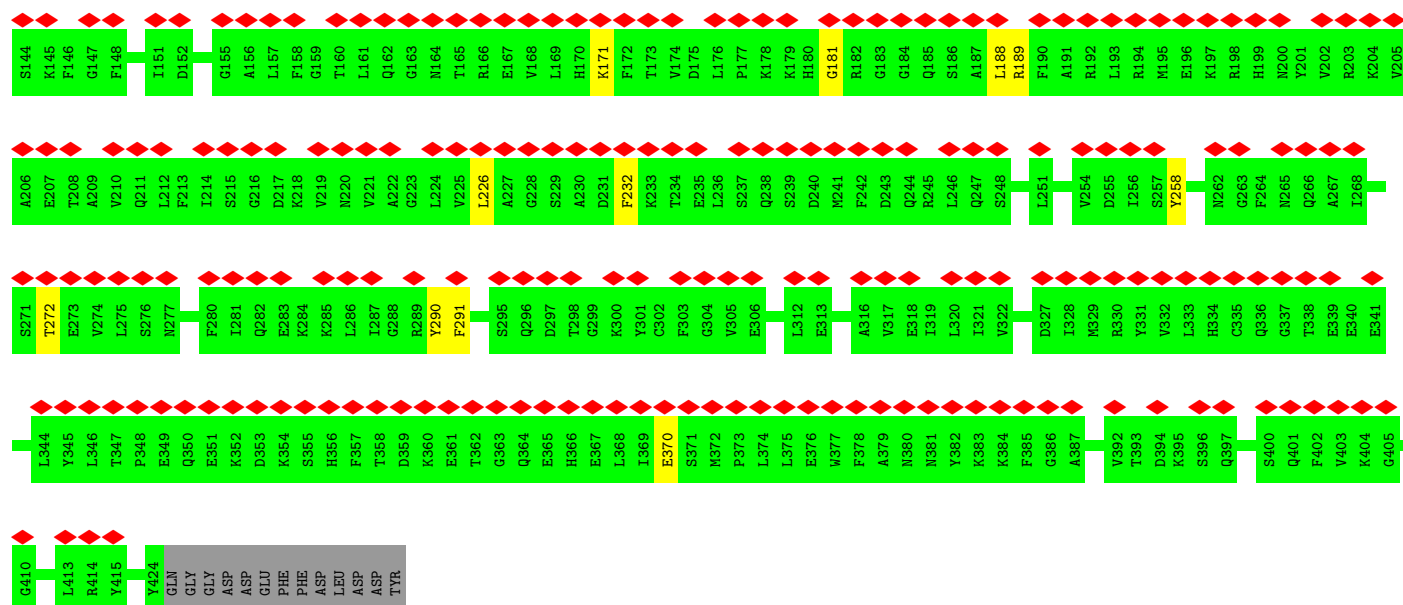 S144 K145 F146 G147 F148 I151 D152 G155 A156 L157 F158 G159 T160 L161 Q162 G163 N164 T165 R166 E167 V168 L169 H170 K171 F172 T173 V174 D175 L176 P177 K178 K179 H180 G181 R182 G183 G184 Q185 S186 A187 L188 R189 F190 A191 R192 L193 R194 M195 E196 K197 R198 H199 N200 Y201 V202 R203 K204 V205
A206 E207 T208 A209 V210 Q211 L212 F213 I214 S215 G216 D217 K218 V219 N220 V221 A222 G223 L224 V225 L226 A227 G228 S229 A230 D231 F232 K233 T234 E235 L236 S237 Q238 S239 D240 M241 F242 D243 Q244 R245 L246 Q247 S248 L251 V254 D255 I256 S257 Y258 N262 G263 F264 N265 Q266 A267 I268
S271 T272 E273 V274 L275 S276 N277 F280 I281 Q282 E283 K284 K285 L286 I287 G288 R289 Y290 F291 S295 Q296 D297 T298 G299 K300 Y301 C302 F303 G304 V305 E306 L312 E313 A316 V317 E318 I319 L320 I321 V322 D327 I328 M329 R330 Y331 V332 L333 H334 C335 Q336 G337 T338 E339 E340 E341
L344 Y345 L346 T347 P348 E349 Q350 E351 K352 D353 K354 S355 H356 F357 T358 D359 K360 E361 T362 G363 Q364 E365 H366 E367 L368 I369 E370 S371 M372 P373 L374 L375 E376 W377 F378 A379 N380 N381 Y382 K383 K384 F385 G386 A387 V392 T393 D394 K395 S396 Q397 S400 Q401 F402 V403 K404 G405
G410 L413 R414 Y415 Y424 GLN GLY GLY ASP ASP GLU PHE PHE ASP LEU ASP ASP TYR